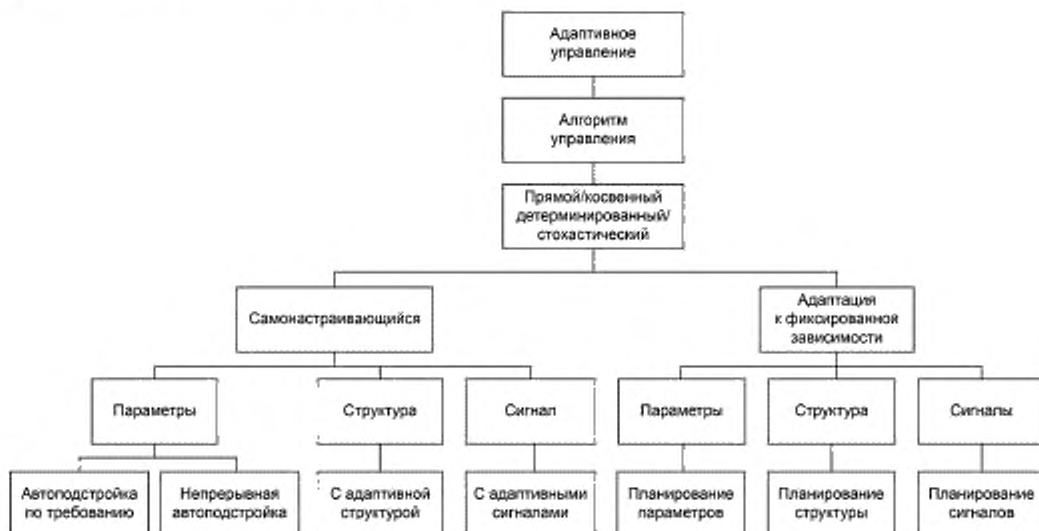 Адаптивное
управление
Алгоритм
управления
Прямой/косвенный
детерминированный/
стохастический
Самонастраивающийся
Адаптация
к фиксированной
зависимости
Параметры
Структура
Сигнал
Параметры
Структура
Сигналы
Автоподстройка
по требованию
Непрерывная
автоподстройка
С адаптивной
структурой
С адаптивными
сигналами
Планирование
параметров
Планирование
структуры
Планирование
сигналов